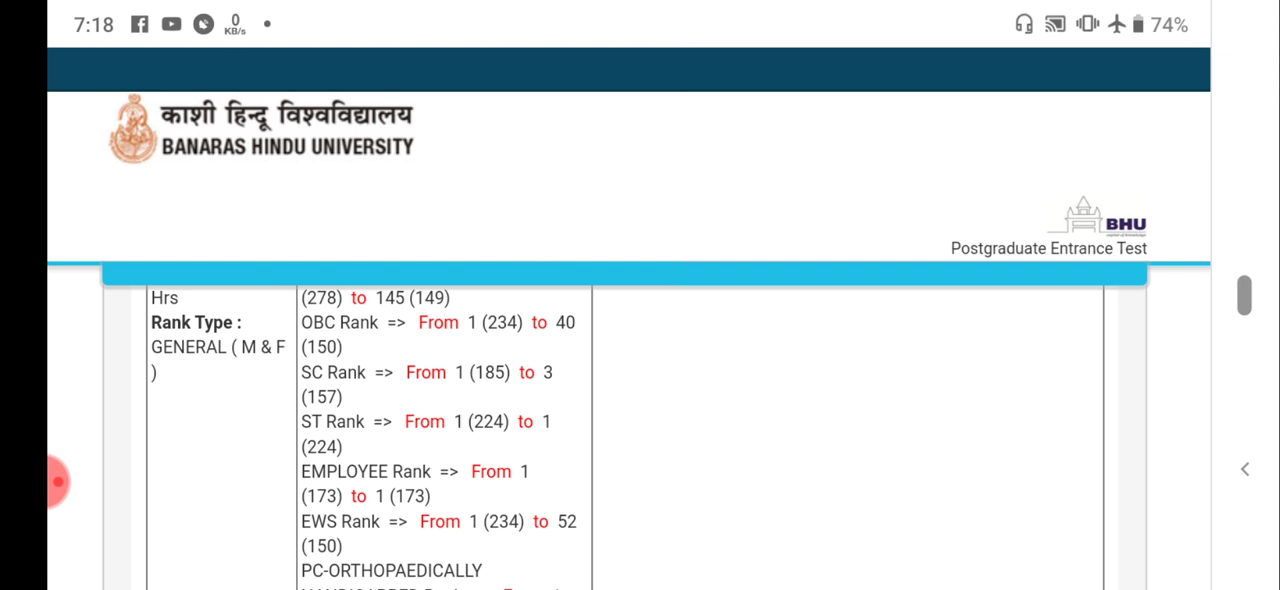 7:18 0 KB/s 74%
काशी हिन्दू विश्वविद्यालय
BANARAS HINDU UNIVERSITY
BHU
Postgraduate Entrance Test
Hrs
Rank Type :
GENERAL ( M & F
)
(278) to 145 (149)
OBC Rank => From 1 (234) to 40
(150)
SC Rank => From 1 (185) to 3
(157)
ST Rank => From 1 (224) to 1
(224)
EMPLOYEE Rank => From 1
(173) to 1 (173)
EWS Rank => From 1 (234) to 52
(150)
PC-ORTHOPAEDICALLY